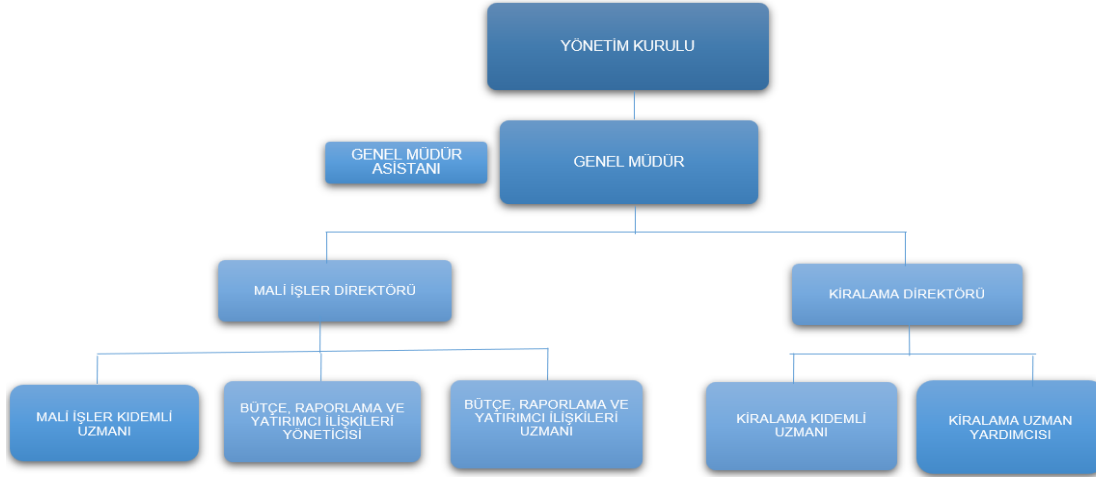 YÖNETİM KURULU
GENEL MÜDÜR
ASİSTANI
GENEL MÜDÜR
MALİ İŞLER DİREKTÖRÜ
KİRALAMA DİREKTÖRÜ
MALİ İŞLER KIDEMLİ
UZMANI
BÜTÇE, RAPORLAMA VE
YATIRIMCI İLİŞKİLERİ
YÖNETİCİSİ
BÜTÇE, RAPORLAMA VE
YATIRIMCI İLİŞKİLERİ
UZMANI
KİRALAMA KIDEMLİ
UZMANI
KİRALAMA UZMAN
YARDIMCISI